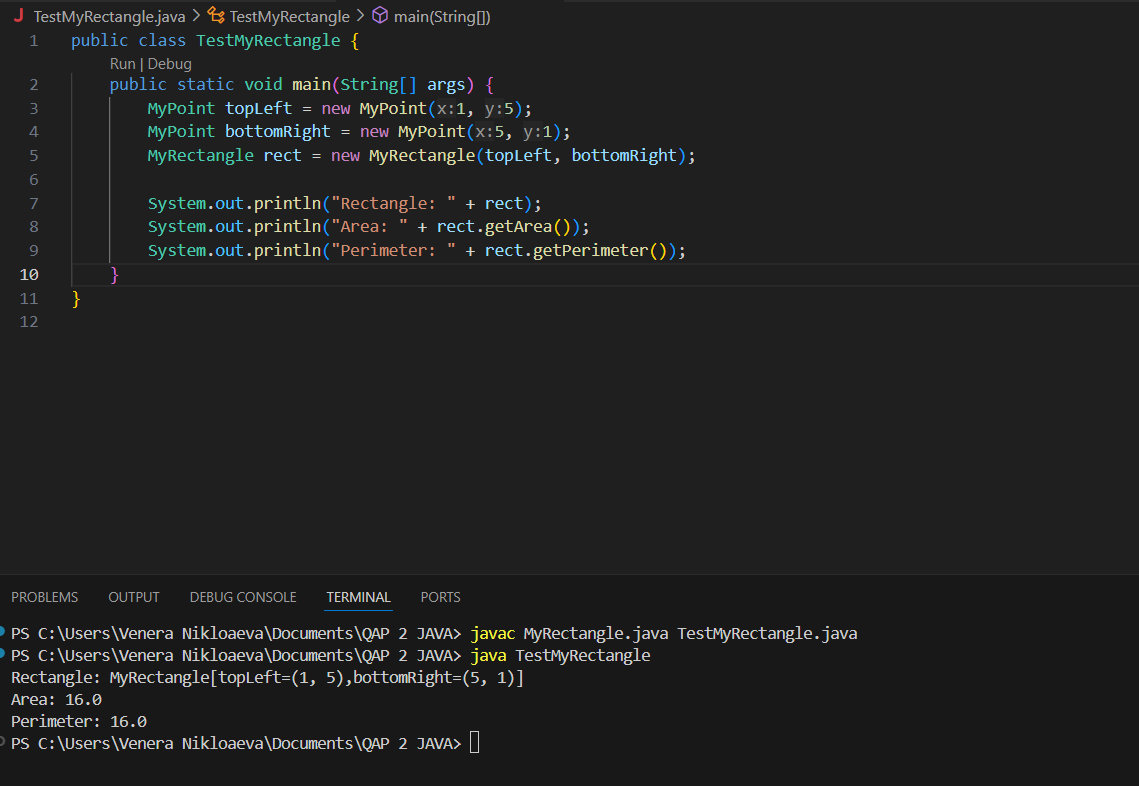 J TestMyRectangle.java > TestMyRectangle > main(String[])
1 public class TestMyRectangle {
Run | Debug
2 public static void main(String[] args) {
3 MyPoint topLeft = new MyPoint(x:1, y:5);
4 MyPoint bottomRight = new MyPoint(x:5, y:1);
5 MyRectangle rect = new MyRectangle(topLeft, bottomRight);
6
7 System.out.println("Rectangle: " + rect);
8 System.out.println("Area: " + rect.getArea());
9 System.out.println("Perimeter: " + rect.getPerimeter());
10 }
11 }
12
PROBLEMS OUTPUT DEBUG CONSOLE TERMINAL PORTS
PS C:\Users\Venera Nikloaeva\Documents\QAP 2 JAVA> javac MyRectangle.java TestMyRectangle.java
PS C:\Users\Venera Nikloaeva\Documents\QAP 2 JAVA> java TestMyRectangle
Rectangle: MyRectangle[topLeft=(1, 5),bottomRight=(5, 1)]
Area: 16.0
Perimeter: 16.0
PS C:\Users\Venera Nikloaeva\Documents\QAP 2 JAVA>